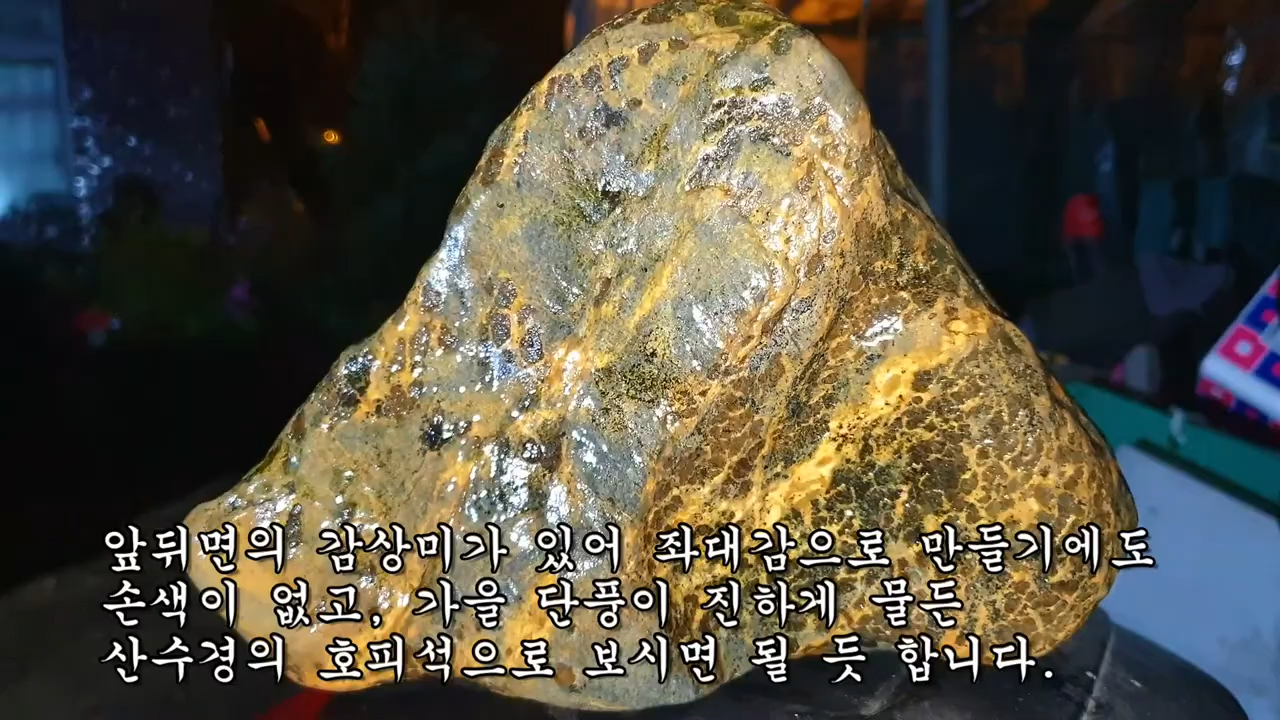 앞뒤면의 감상미가 있어 좌대감으로 만들기에도
손색이 없고, 가을 단풍이 진하게 물든
산수경의 호피석으로 보시면 될 듯 합니다.